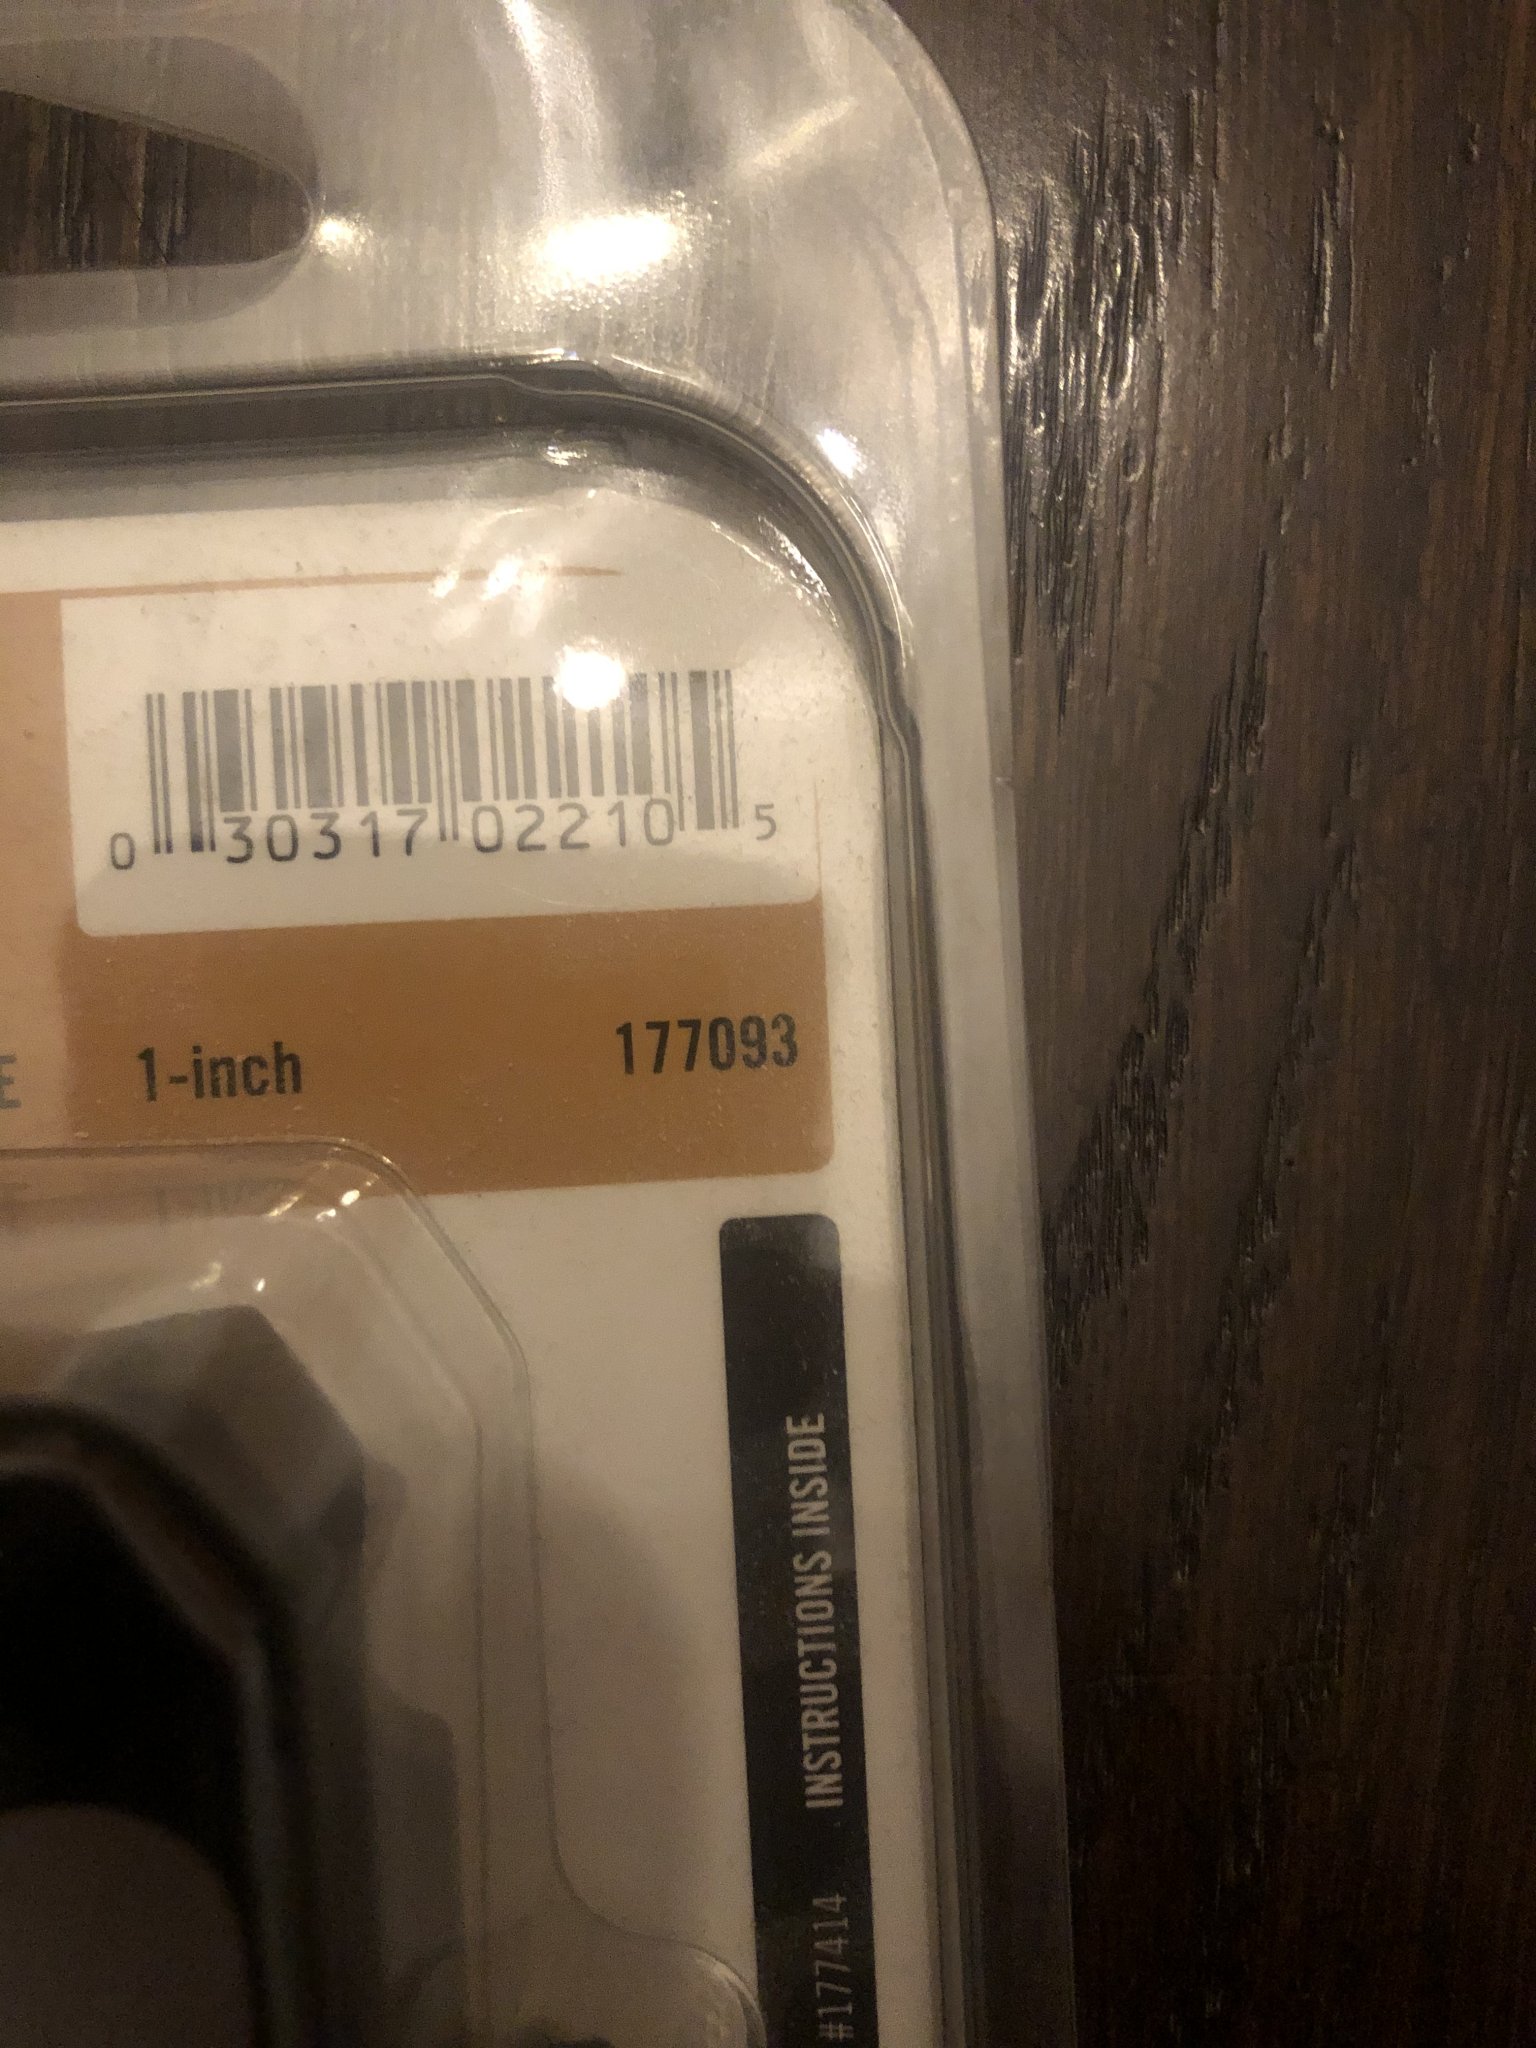 0 30317 02210 5
E 1-inch 177093
INSTRUCTIONS INSIDE
#177414